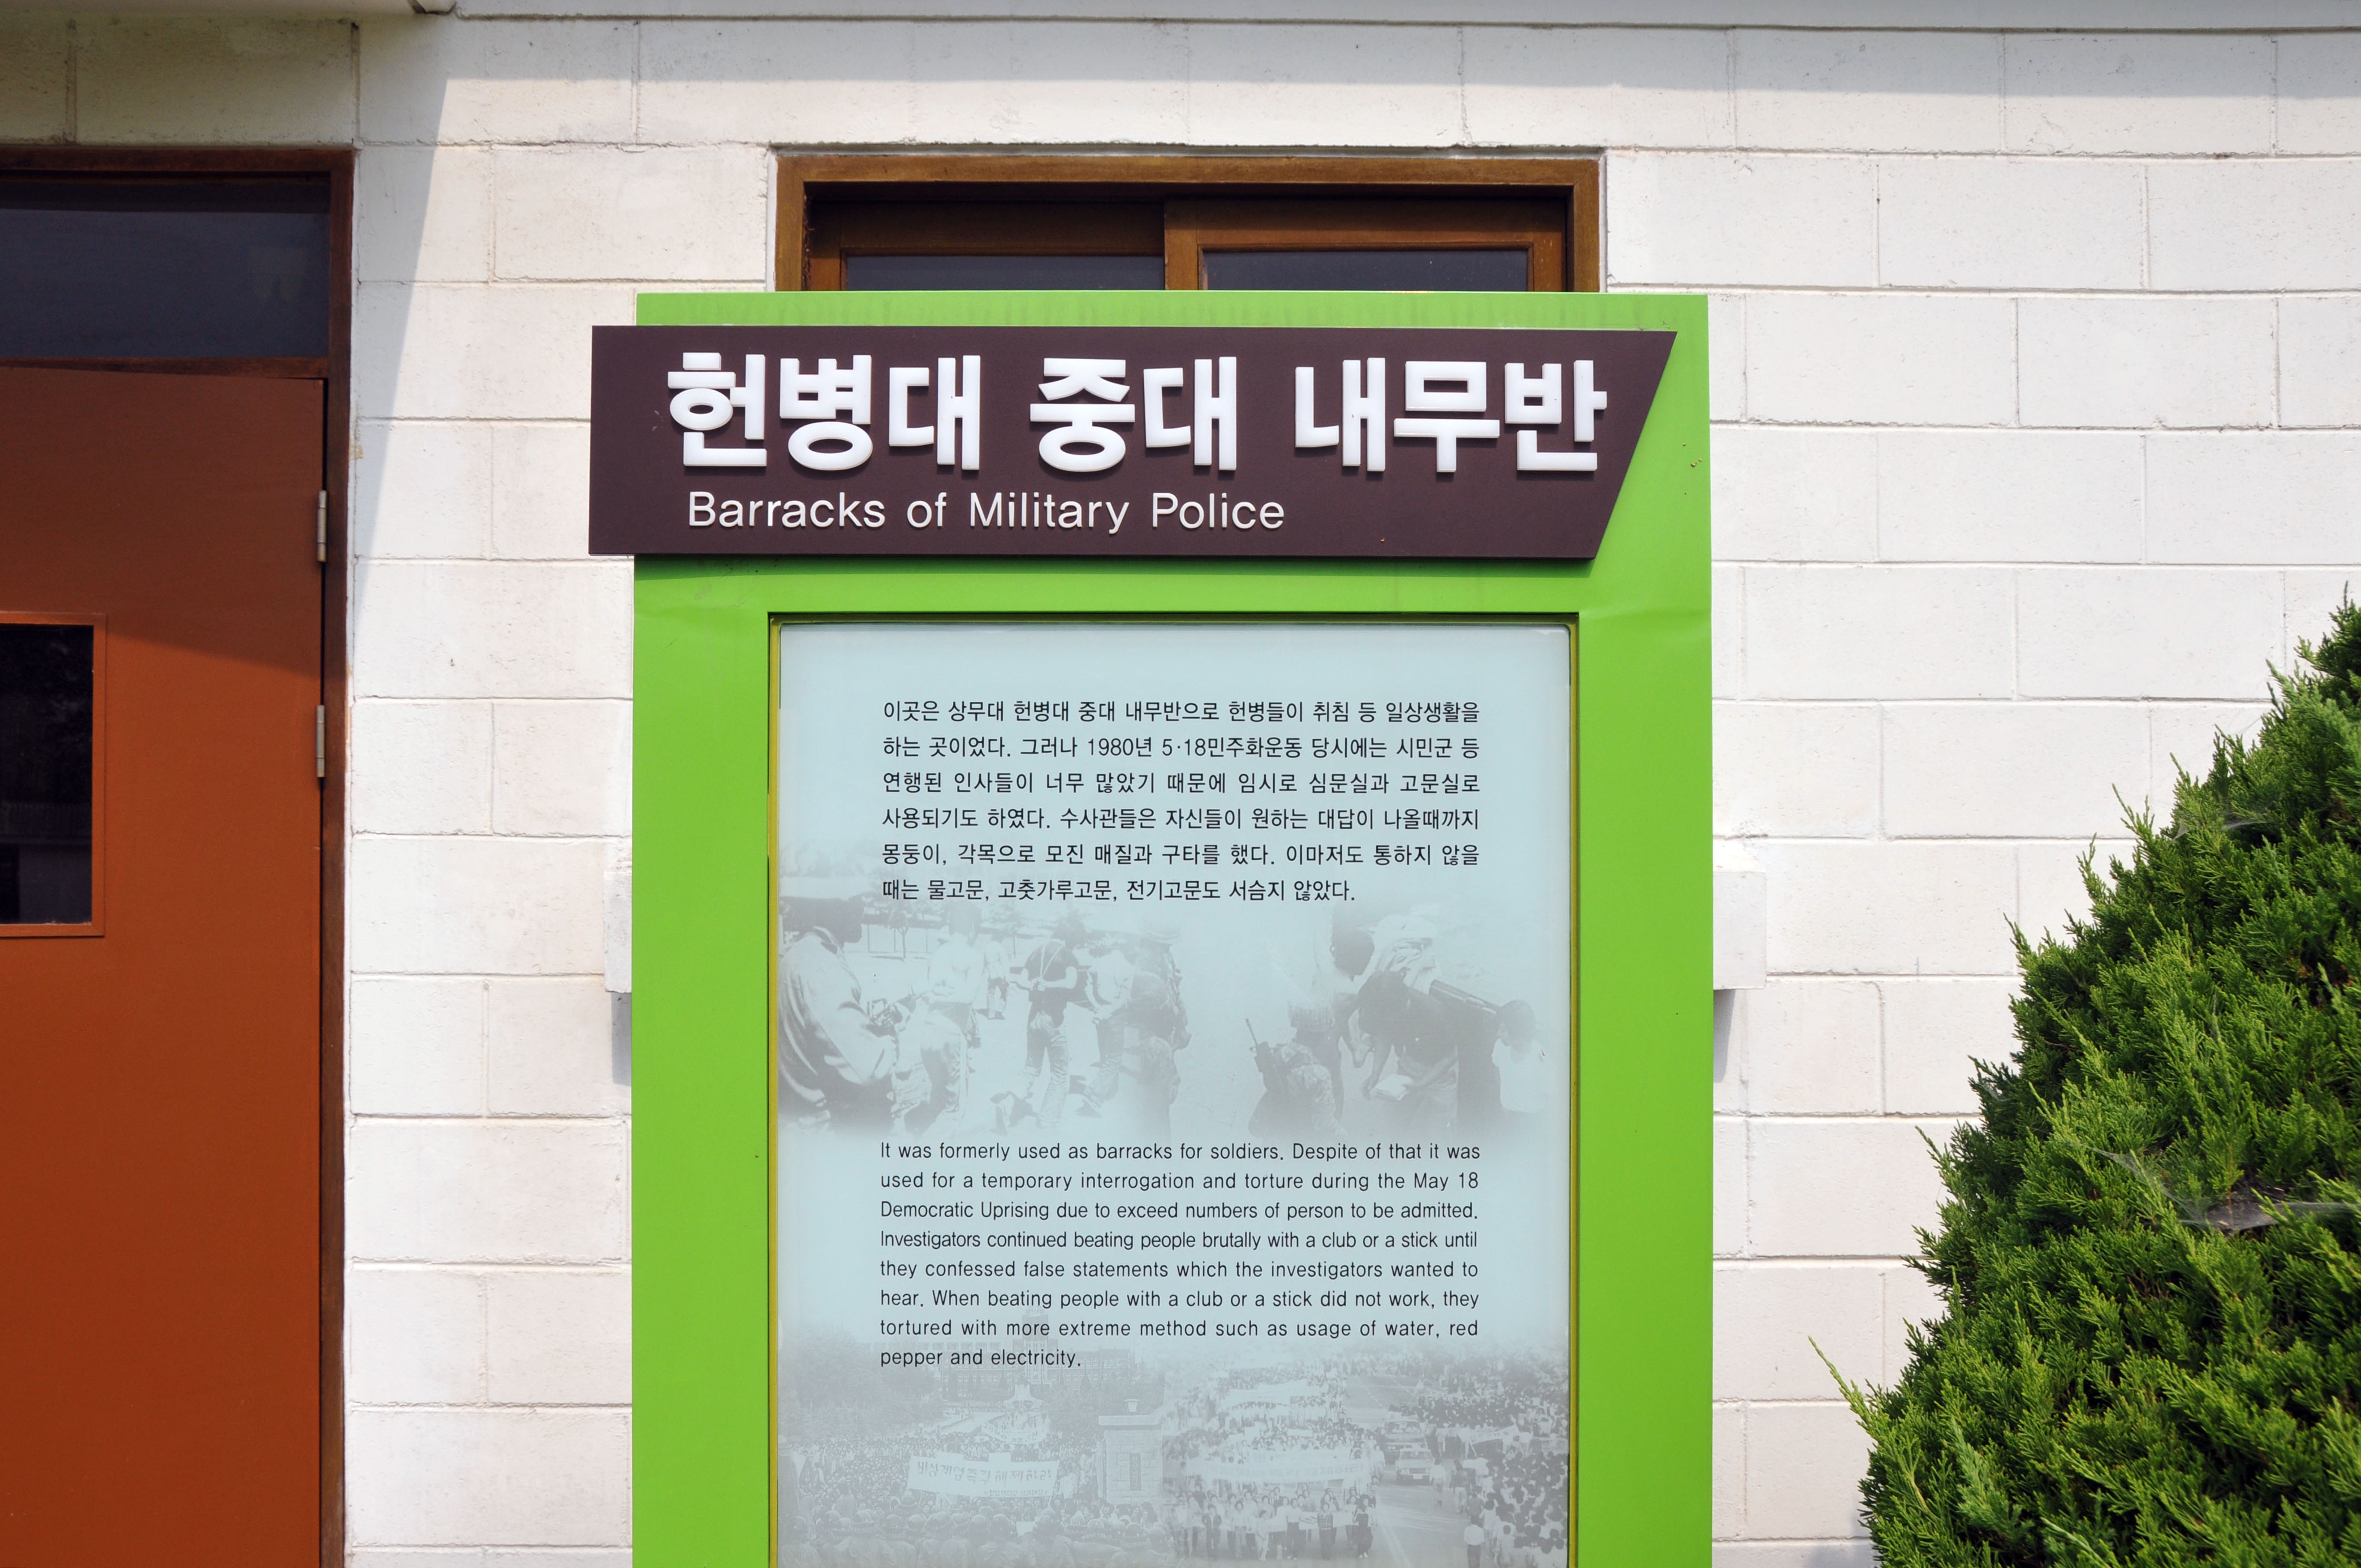 헌병대 중대 내무반
Barracks of Military Police
이곳은 상무대 헌병대 중대 내무반으로 헌병들이 취침 등 일상생활을
하는 곳이었다. 그러나 1980년 5·18민주화운동 당시에는 시민군 등
연행된 인사들이 너무 많았기 때문에 임시로 심문실과 고문실로
사용되기도 하였다. 수사관들은 자신들이 원하는 대답이 나올때까지
몽둥이, 각목으로 모진 매질과 구타를 했다. 이마저도 통하지 않을
때는 물고문, 고춧가루고문, 전기고문도 서슴지 않았다.
It was formerly used as barracks for soldiers. Despite of that it was
used for a temporary interrogation and torture during the May 18
Democratic Uprising due to exceed numbers of person to be admitted.
Investigators continued beating people brutally with a club or a stick until
they confessed false statements which the investigators wanted to
hear. When beating people with a club or a stick did not work, they
tortured with more extreme method such as usage of water, red
pepper and electricity.
비상계엄 즉각 해제하라